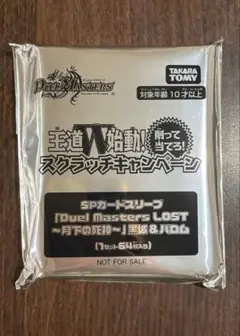 DUEL MASTERS
TAKARA TOMY
対象年齢 10才以上
王道W始動!
削って当てろ!
スクラッチキャンペーン
SPカードスリーブ
「Duel Masters LOST
~月下の死神~」黒城&ハロム
(1セット64枚入り)
NOT FOR SALE